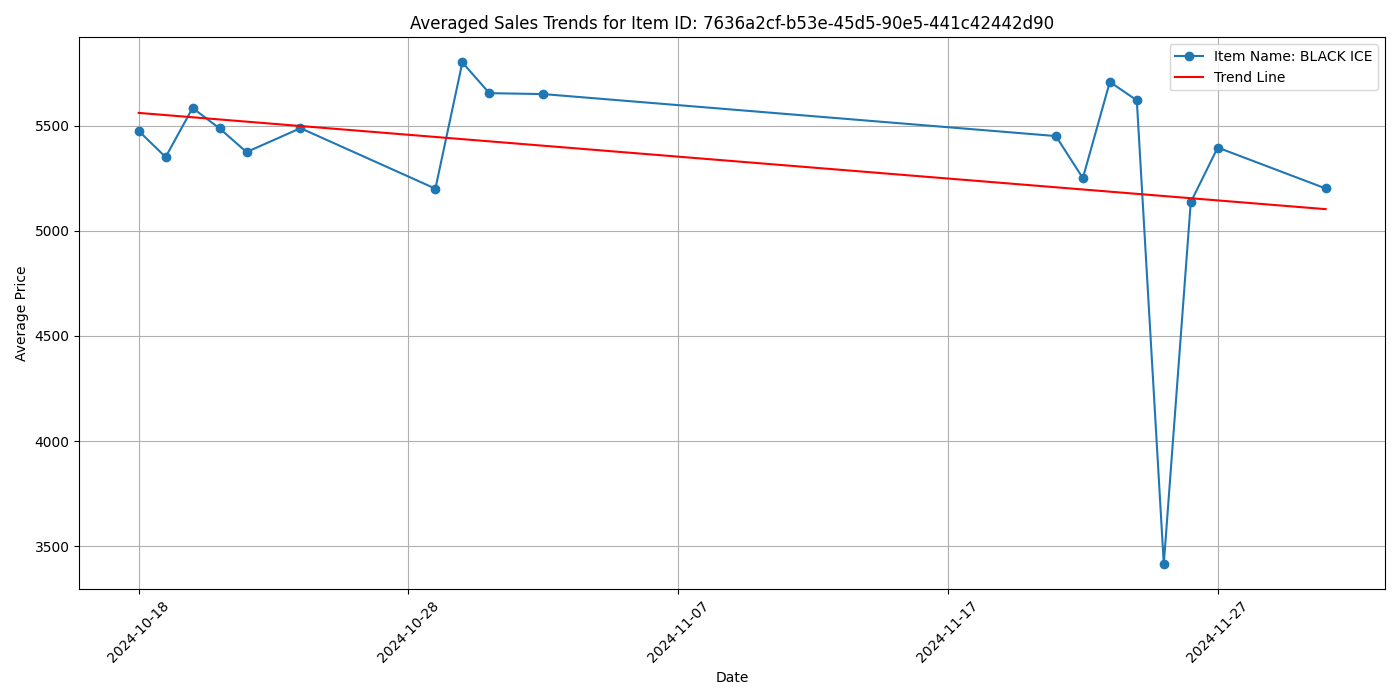 Averaged Sales Trends for Item ID: 7636a2cf-b53e-45d5-90e5-441c42442d90
Item Name: BLACK ICE
Trend Line
Average Price
5500
5000
4500
4000
3500
2024-10-18
2024-10-28
2024-11-07
2024-11-17
2024-11-27
Date